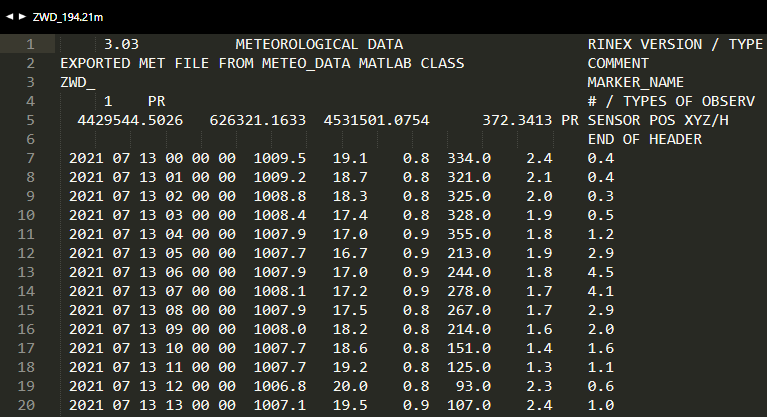 ◄ ► ZWD_194.21m
1 3.03 METEOROLOGICAL DATA RINEX VERSION / TYPE
2 EXPORTED MET FILE FROM METEO_DATA MATLAB CLASS COMMENT
3 ZWD_ MARKER_NAME
4 1 PR # / TYPES OF OBSERV
5 4429544.5026 626321.1633 4531501.0754 372.3413 PR SENSOR POS XYZ/H
6 END OF HEADER
7 2021 07 13 00 00 00 1009.5 19.1 0.8 334.0 2.4 0.4
8 2021 07 13 01 00 00 1009.2 18.7 0.8 321.0 2.1 0.4
9 2021 07 13 02 00 00 1008.8 18.3 0.8 325.0 2.0 0.3
10 2021 07 13 03 00 00 1008.4 17.4 0.8 328.0 1.9 0.5
11 2021 07 13 04 00 00 1007.9 17.0 0.9 355.0 1.8 1.2
12 2021 07 13 05 00 00 1007.7 16.7 0.9 213.0 1.9 2.9
13 2021 07 13 06 00 00 1007.9 17.0 0.9 244.0 1.8 4.5
14 2021 07 13 07 00 00 1008.1 17.2 0.9 278.0 1.7 4.1
15 2021 07 13 08 00 00 1007.9 17.5 0.8 267.0 1.7 2.9
16 2021 07 13 09 00 00 1008.0 18.2 0.8 214.0 1.6 2.0
17 2021 07 13 10 00 00 1007.7 18.6 0.8 151.0 1.4 1.6
18 2021 07 13 11 00 00 1007.7 19.2 0.8 125.0 1.3 1.1
19 2021 07 13 12 00 00 1006.8 20.0 0.8 93.0 2.3 0.6
20 2021 07 13 13 00 00 1007.1 19.5 0.9 107.0 2.4 1.0